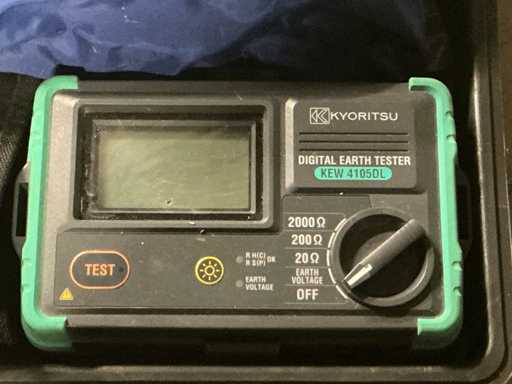 KYORITSU
DIGITAL EARTH TESTER
KEW 4105DL
2000Ω
200Ω
20Ω
EARTH
VOLTAGE
OFF
R H(C) OK
R S(P)
EARTH
VOLTAGE
TEST